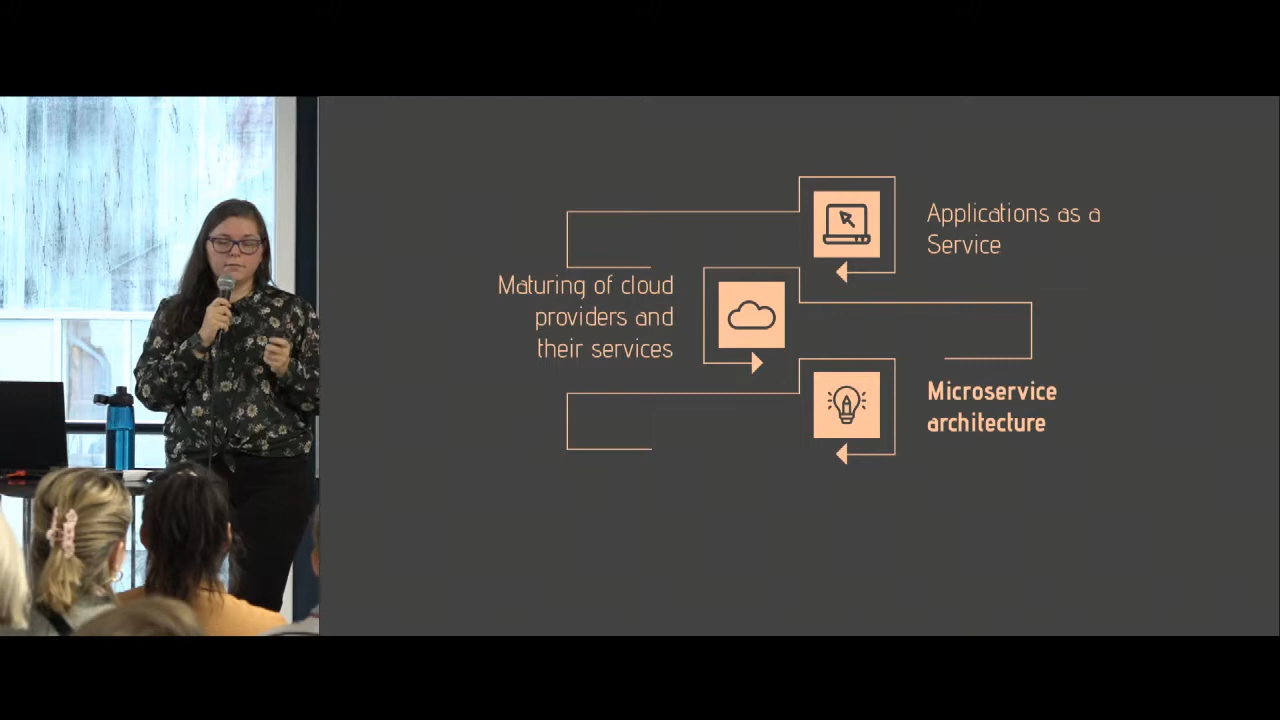 Applications as a
Service
Maturing of cloud
providers and
their services
Microservice
architecture